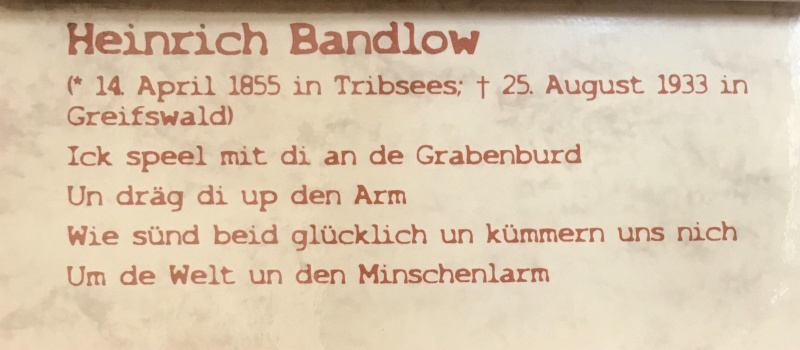 Heinrich Bandlow
(* 14. April 1855 in Tribsees; † 25. August 1933 in
Greifswald)
Ick speel mit di an de Grabenburd
Un dräg di up den Arm
Wie sünd beid glücklich un kümmern uns nich
Um de Welt un den Minschenlarm